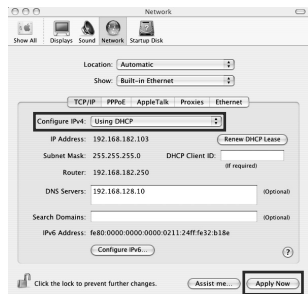 Network
Show All Displays Sound Network Startup Disk
Location: Automatic
Show: Built-in Ethernet
TCP/IP PPPoE AppleTalk Proxies Ethernet
Configure IPv4: Using DHCP
IP Address: 192.168.182.103 Renew DHCP Lease
Subnet Mask: 255.255.255.0 DHCP Client ID:
(If required)
Router: 192.168.182.250
DNS Servers: 192.168.128.10 (Optional)
Search Domains: (Optional)
IPv6 Address: fe80:0000:0000:0000:0211:24ff:fe32:b18e
Configure IPv6... ?
Click the lock to prevent further changes. Assist me... Apply Now